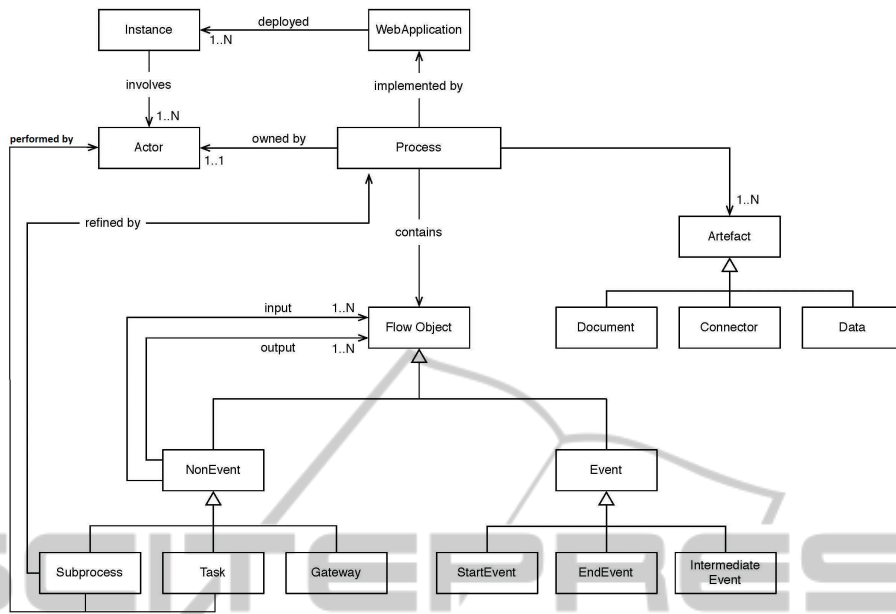 Instance
deployed
WebApplication
1..N
involves
implemented by
1..N
performed by
Actor
owned by
Process
1..1
1..N
refined by
contains
Artefact
input
1..N
Flow Object
Document
Connector
Data
output
1..N
NonEvent
Event
Subprocess
Task
Gateway
StartEvent
EndEvent
Intermediate
Event
SCITEPRESS